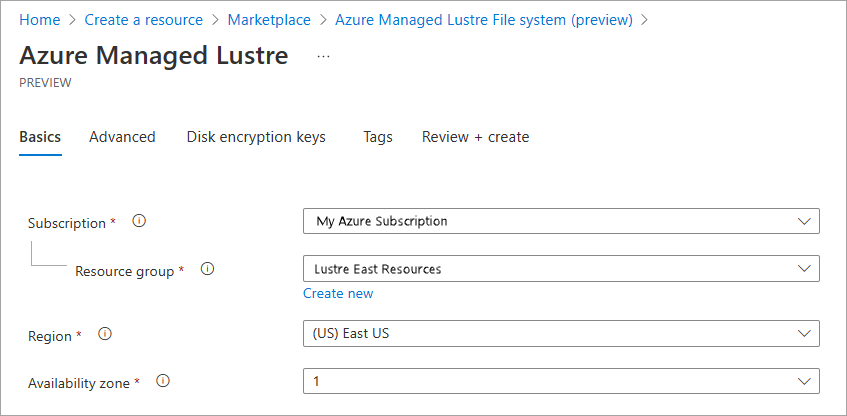 Home > Create a resource > Marketplace > Azure Managed Lustre File system (preview) >
Azure Managed Lustre ...
PREVIEW
Basics Advanced Disk encryption keys Tags Review + create
Subscription * My Azure Subscription
Resource group * Lustre East Resources
Create new
Region * (US) East US
Availability zone * 1